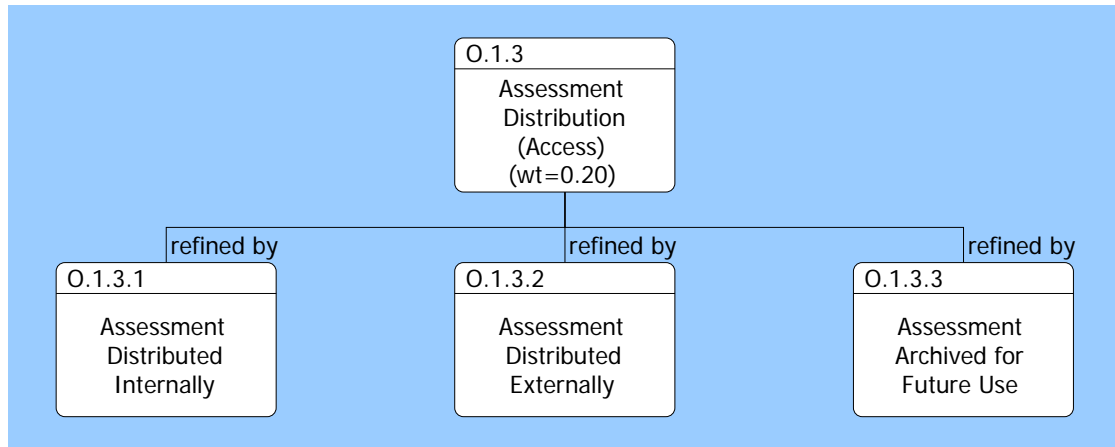 O.1.3
Assessment
Distribution
(Access)
(wt=0.20)
refined by
refined by
refined by
O.1.3.1
Assessment
Distributed
Internally
O.1.3.2
Assessment
Distributed
Externally
O.1.3.3
Assessment
Archived for
Future Use